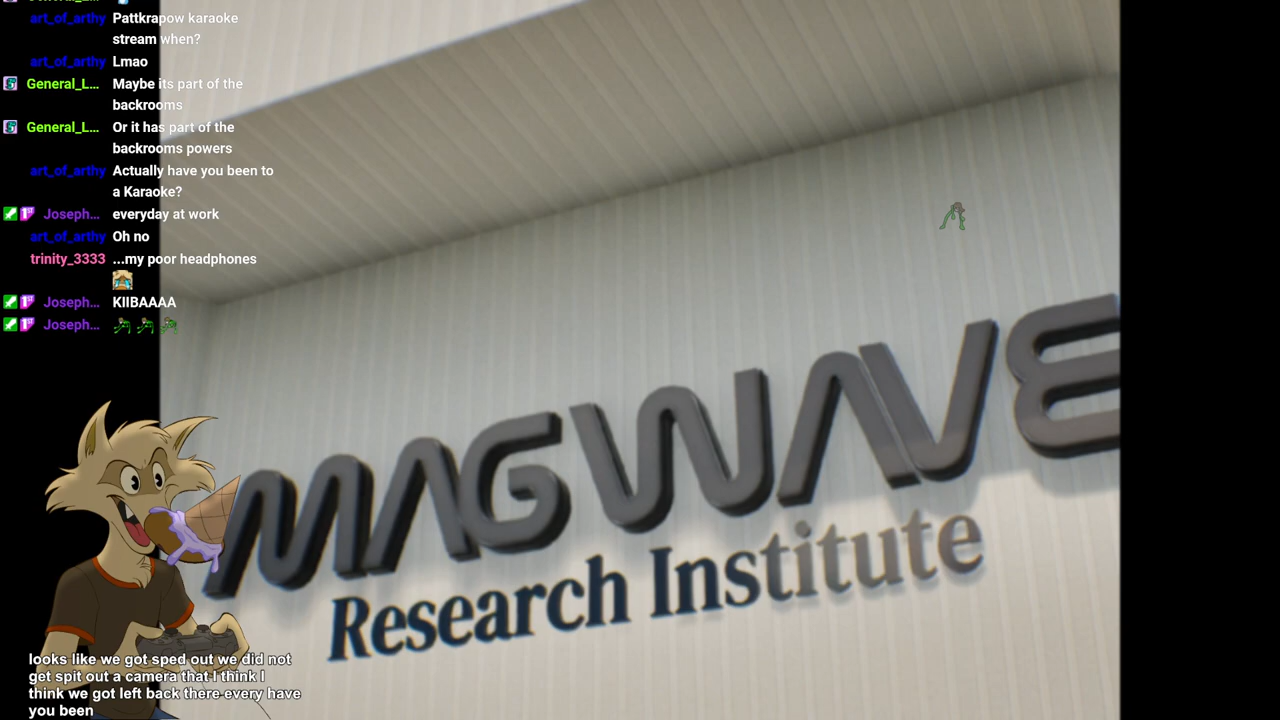 art_of_arthy Pattkrapow karaoke
stream when?
art_of_arthy Lmao
General_L... Maybe its part of the
backrooms
General_L... Or it has part of the
backrooms powers
art_of_arthy Actually have you been to
a Karaoke?
Joseph... everyday at work
art_of_arthy Oh no
trinity_3333 ...my poor headphones
Joseph... KIIBAAAA
Joseph...
MAGWAVE
Research Institute
looks like we got sped out we did not
get spit out a camera that I think I
think we got left back there every have
you been